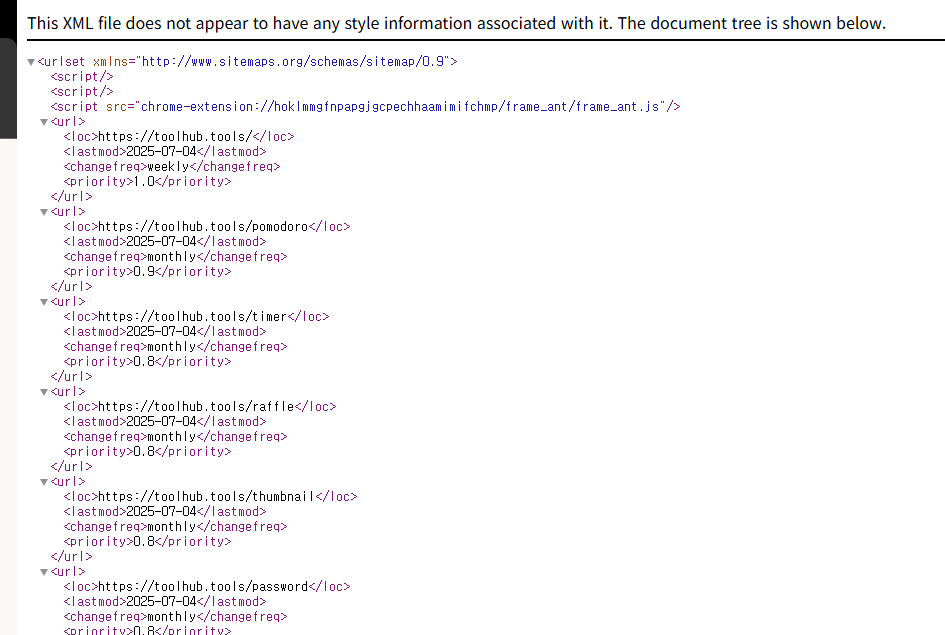 This XML file does not appear to have any style information associated with it. The document tree is shown below.
▼<urlset xmlns="http://www.sitemaps.org/schemas/sitemap/0.9">
<script/>
<script/>
<script src="chrome-extension://hoklmmgfnpapgjgcpechhaamimifchmp/frame_ant/frame_ant.js"/>
▼<url>
<loc>https://toolhub.tools/</loc>
<lastmod>2025-07-04</lastmod>
<changefreq>weekly</changefreq>
<priority>1.0</priority>
</url>
▼<url>
<loc>https://toolhub.tools/pomodoro</loc>
<lastmod>2025-07-04</lastmod>
<changefreq>monthly</changefreq>
<priority>0.9</priority>
</url>
▼<url>
<loc>https://toolhub.tools/timer</loc>
<lastmod>2025-07-04</lastmod>
<changefreq>monthly</changefreq>
<priority>0.8</priority>
</url>
▼<url>
<loc>https://toolhub.tools/raffle</loc>
<lastmod>2025-07-04</lastmod>
<changefreq>monthly</changefreq>
<priority>0.8</priority>
</url>
▼<url>
<loc>https://toolhub.tools/thumbnail</loc>
<lastmod>2025-07-04</lastmod>
<changefreq>monthly</changefreq>
<priority>0.8</priority>
</url>
▼<url>
<loc>https://toolhub.tools/password</loc>
<lastmod>2025-07-04</lastmod>
<changefreq>monthly</changefreq>
<priority>0.8</priority>